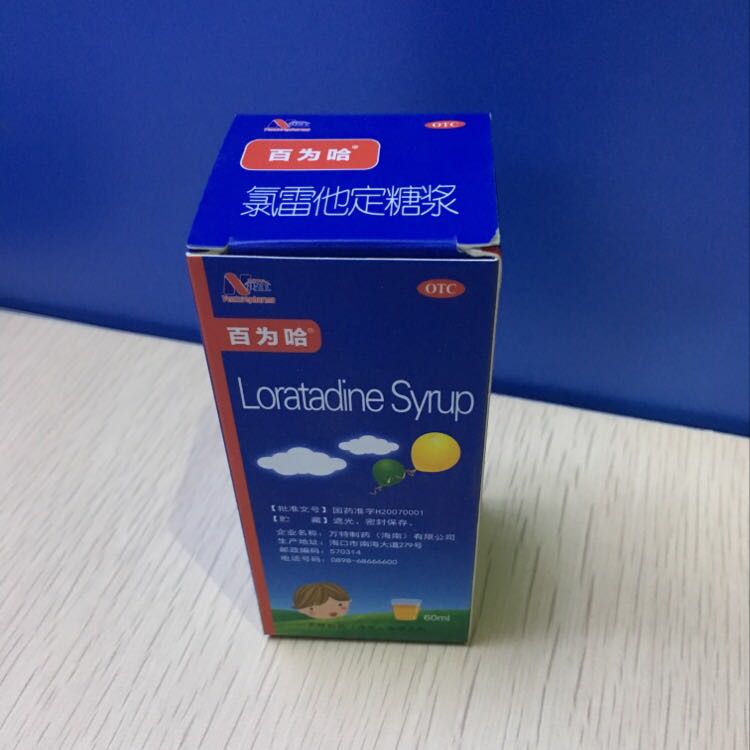 Venturepharma
OTC
百为哈®
氯雷他定糖浆
Venturepharma
OTC
百为哈®
Loratadine Syrup
【批准文号】国药准字H20070001
【贮　藏】遮光，密封保存。
企业名称：万特制药（海南）有限公司
生产地址：海口市南海大道279号
邮政编码：570314
电话号码：0898-68666600
60ml